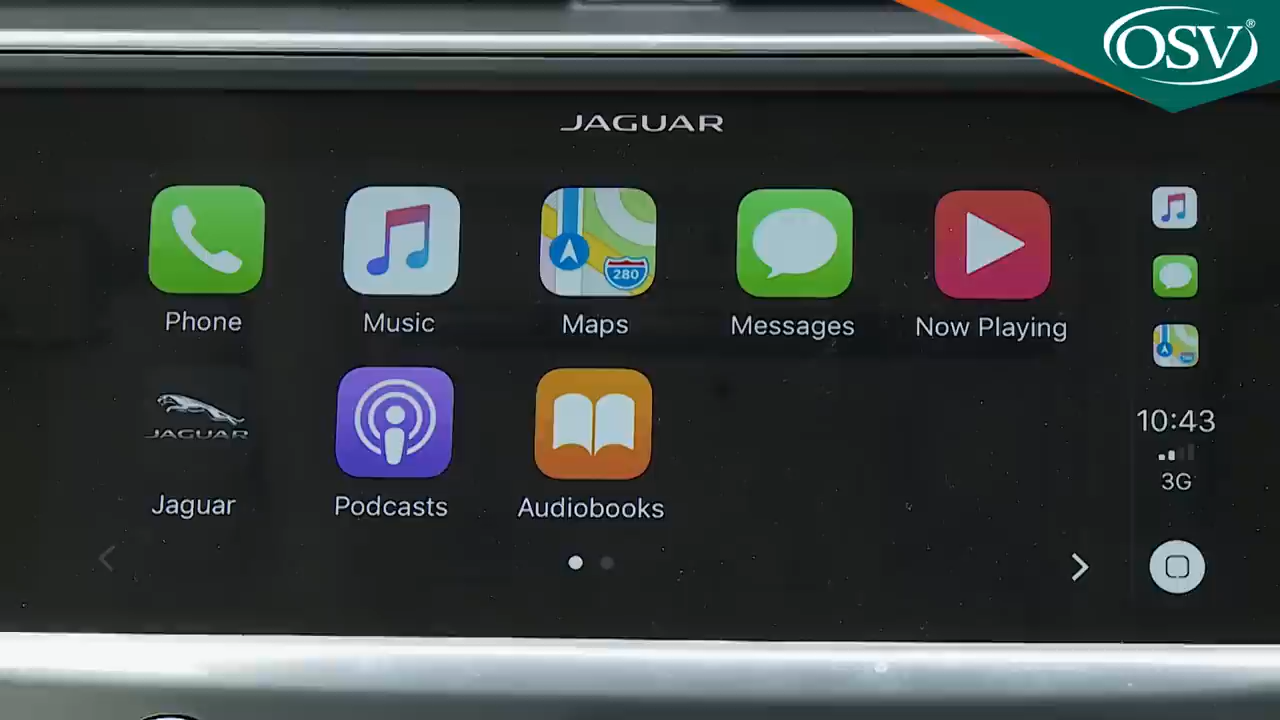 OSV®
JAGUAR
280
Phone
Music
Maps
Messages
Now Playing
JAGUAR
Jaguar
Podcasts
Audiobooks
10:43
3G